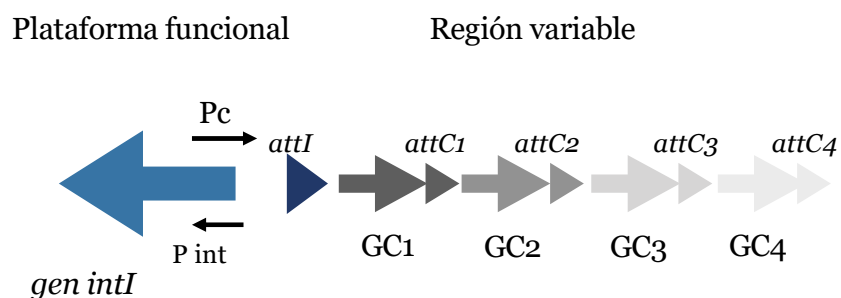 Plataforma funcional Región variable
Pc
attI attC1 attC2 attC3 attC4
P int
GC1 GC2 GC3 GC4
gen intI